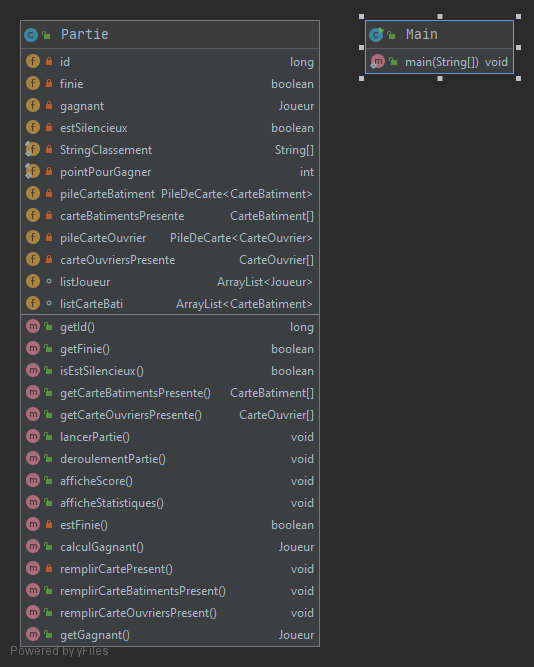 Partie
id long
finie boolean
gagnant Joueur
estSilencieux boolean
StringClassement String[]
pointPourGagner int
pileCarteBatiment PileDeCarte<CarteBatiment>
carteBatimentsPresente CarteBatiment[]
pileCarteOuvrier PileDeCarte<CarteOuvrier>
carteOuvriersPresente CarteOuvrier[]
listJoueur ArrayList<Joueur>
listCarteBati ArrayList<CarteBatiment>
getId() long
getFinie() boolean
isEstSilencieux() boolean
getCarteBatimentsPresente() CarteBatiment[]
getCarteOuvriersPresente() CarteOuvrier[]
lancerPartie() void
deroulementPartie() void
afficheScore() void
afficheStatistiques() void
estFinie() boolean
calculGagnant() Joueur
remplirCartePresent() void
remplirCarteBatimentsPresent() void
remplirCarteOuvriersPresent() void
getGagnant() Joueur
Main
main(String[]) void
Powered by yFiles